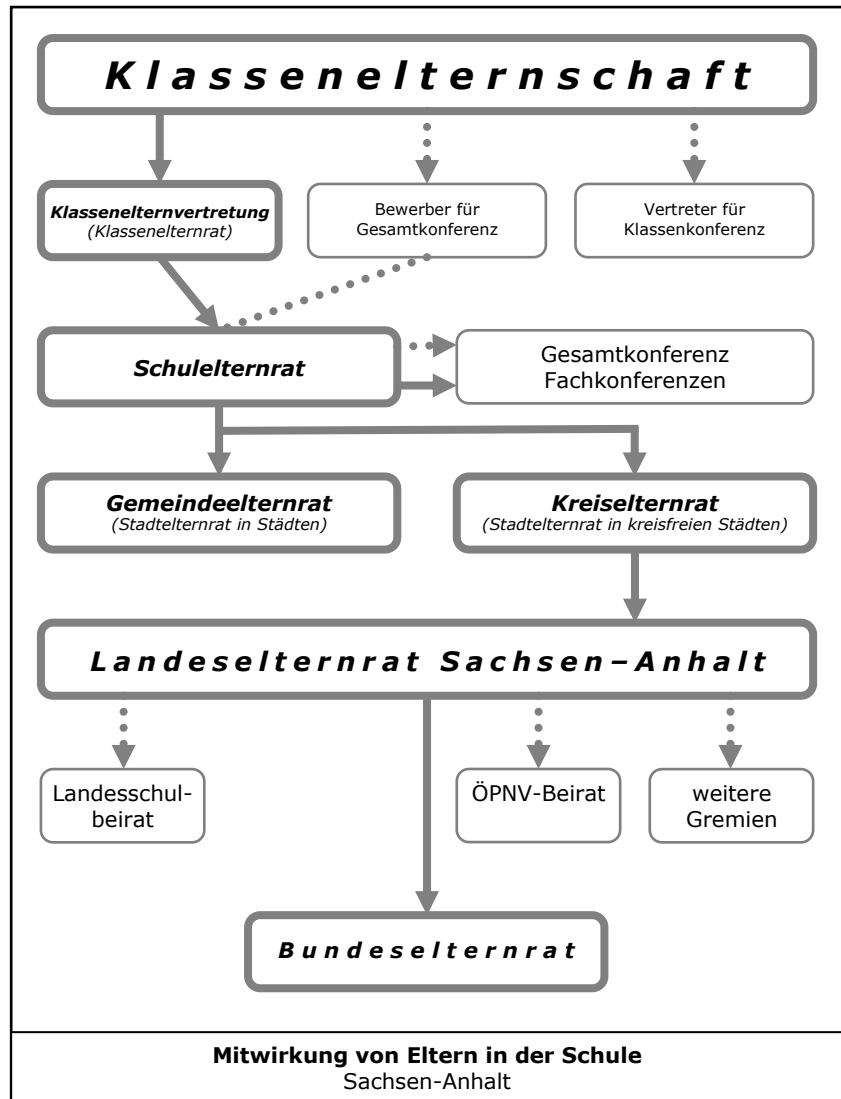 Klassenelternschaft
Klassenelternvertretung
(Klassenelternrat)
Bewerber für
Gesamtkonferenz
Vertreter für
Klassenkonferenz
Schulelternrat
Gesamtkonferenz
Fachkonferenzen
Gemeindeelternrat
(Stadtelternrat in Städten)
Kreiselternrat
(Stadtelternrat in kreisfreien Städten)
Landeselternrat Sachsen–Anhalt
Landesschul-
beirat
ÖPNV-Beirat
weitere
Gremien
Bundeselternrat
Mitwirkung von Eltern in der Schule
Sachsen-Anhalt